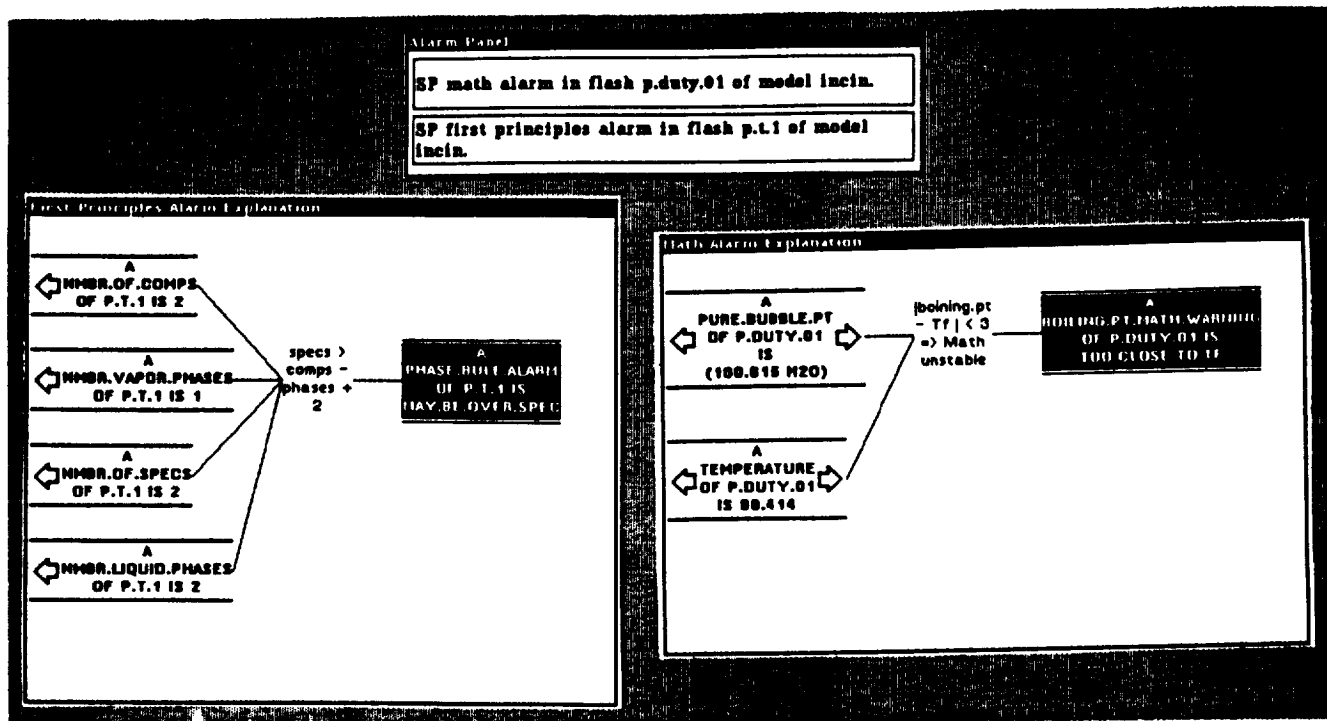 Alarm Panel
SP math alarm in flash p.duty.01 of model incin.
SP first principles alarm in flash p.t.1 of model
incin.
First Principles Alarm Explanation
A
NMBR.OF.COMPS
OF P.T.1 IS 2
A
NMBR.VAPOR.PHASES
OF P.T.1 IS 1
A
NMBR.OF.SPECS
OF P.T.1 IS 2
A
NMBR.LIQUID.PHASES
OF P.T.1 IS 2
specs >
comps -
phases +
2
A
PHASE.RULE.ALARM
OF P.T.1 IS
MAY.BE.OVER.SPEC
Math Alarm Explanation
A
PURE.BUBBLE.PT
OF P.DUTY.01
IS
(100.015 H2O)
A
TEMPERATURE
OF P.DUTY.01
IS 98.414
|boining.pt
- Tf | < 3
=> Math
unstable
A
BOILING.PT.MATH.WARNING
OF P.DUTY.01 IS
TOO CLOSE TO TF